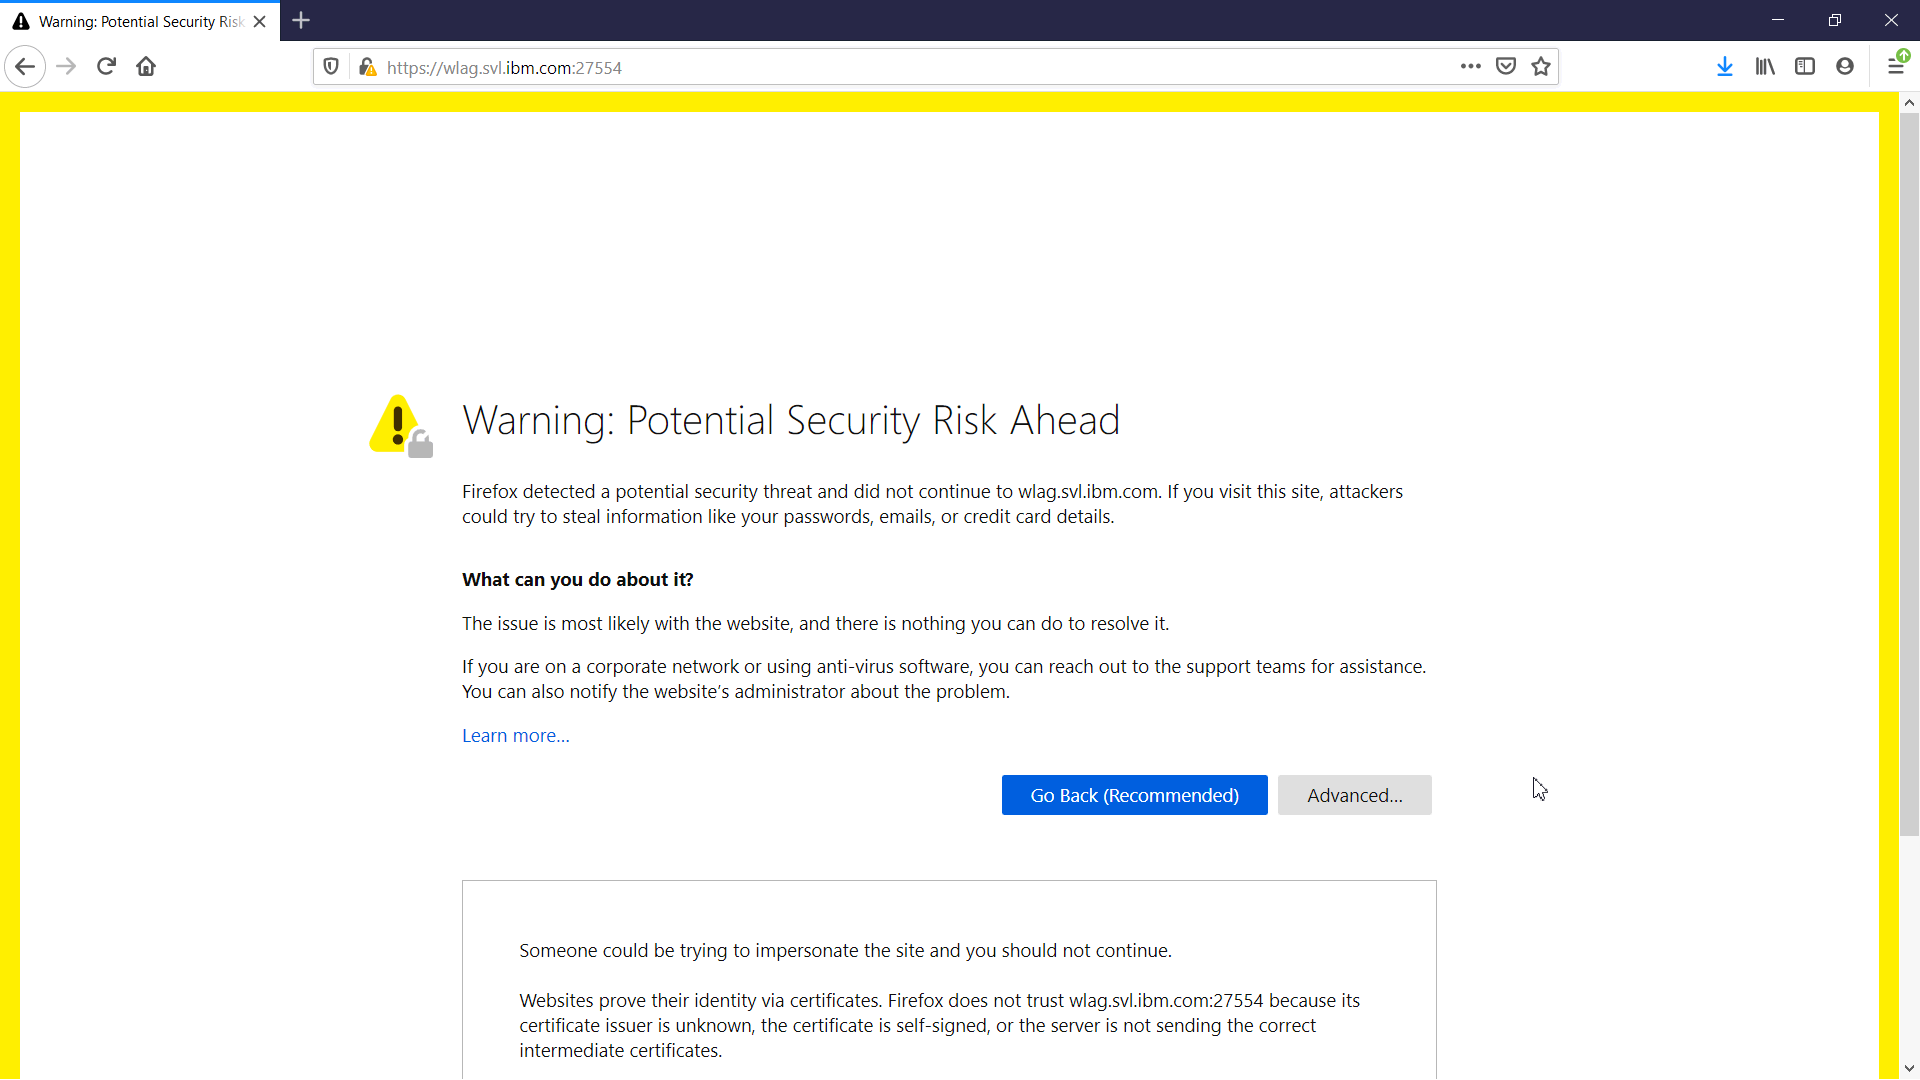 Warning: Potential Security Risk
https://wlag.svl.ibm.com:27554
Warning: Potential Security Risk Ahead
Firefox detected a potential security threat and did not continue to wlag.svl.ibm.com. If you visit this site, attackers
could try to steal information like your passwords, emails, or credit card details.
What can you do about it?
The issue is most likely with the website, and there is nothing you can do to resolve it.
If you are on a corporate network or using anti-virus software, you can reach out to the support teams for assistance.
You can also notify the website’s administrator about the problem.
Learn more…
Go Back (Recommended) Advanced…
Someone could be trying to impersonate the site and you should not continue.
Websites prove their identity via certificates. Firefox does not trust wlag.svl.ibm.com:27554 because its
certificate issuer is unknown, the certificate is self-signed, or the server is not sending the correct
intermediate certificates.